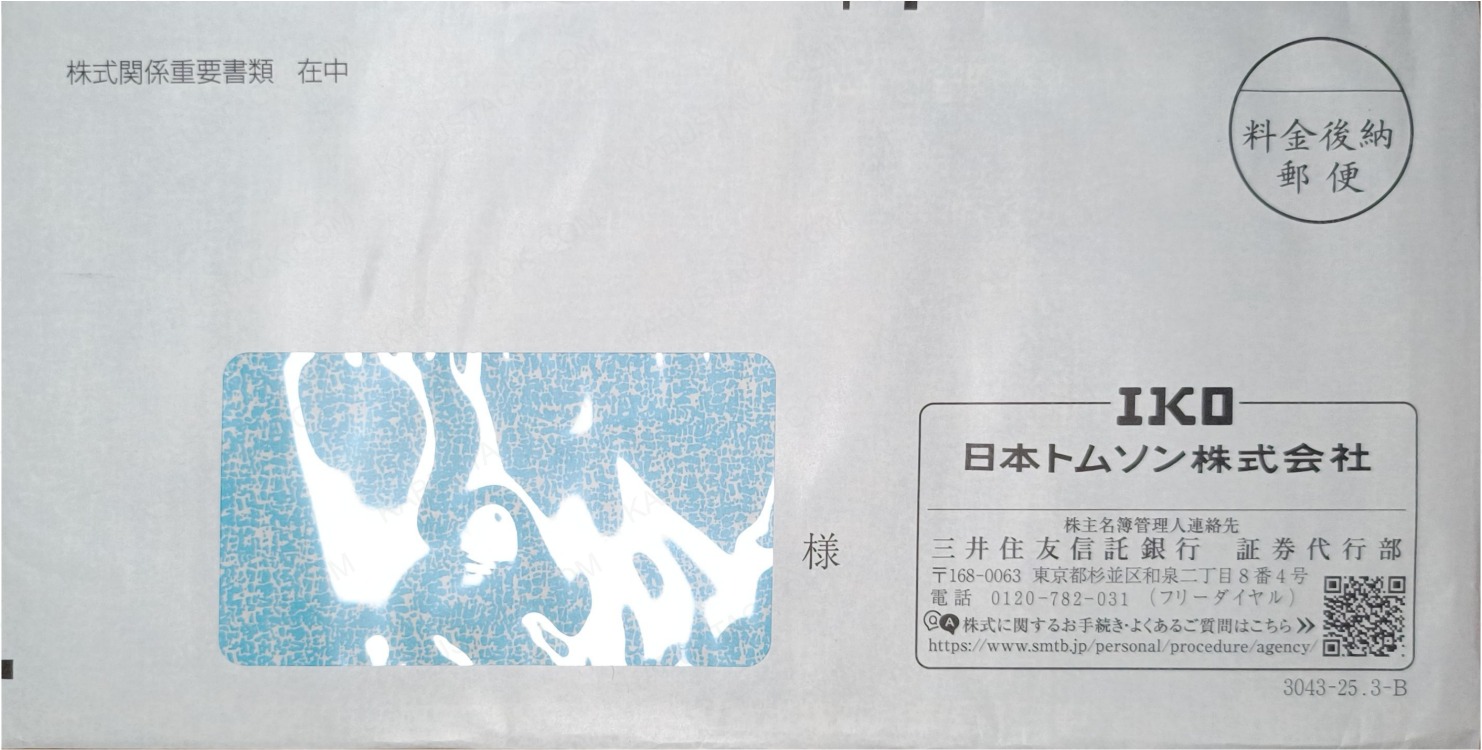 株式関係重要書類　在中
料金後納
郵便
様
IKO
日本トムソン株式会社
株主名簿管理人連絡先
三井住友信託銀行　証券代行部
〒168-0063 東京都杉並区和泉二丁目8番4号
電話　0120-782-031　（フリーダイヤル）
Q A 株式に関するお手続き・よくあるご質問はこちら
https://www.smtb.jp/personal/procedure/agency/
3043-25.3-B